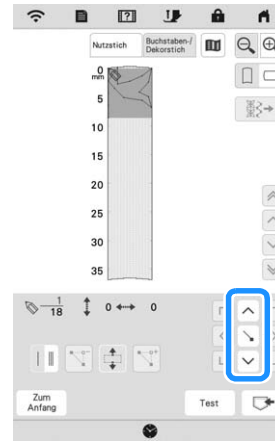 Nutzstich
Buchstaben-/
Dekorstich
0
mm
5
10
15
20
25
30
35
1
18
0
0
Zum
Anfang
Test